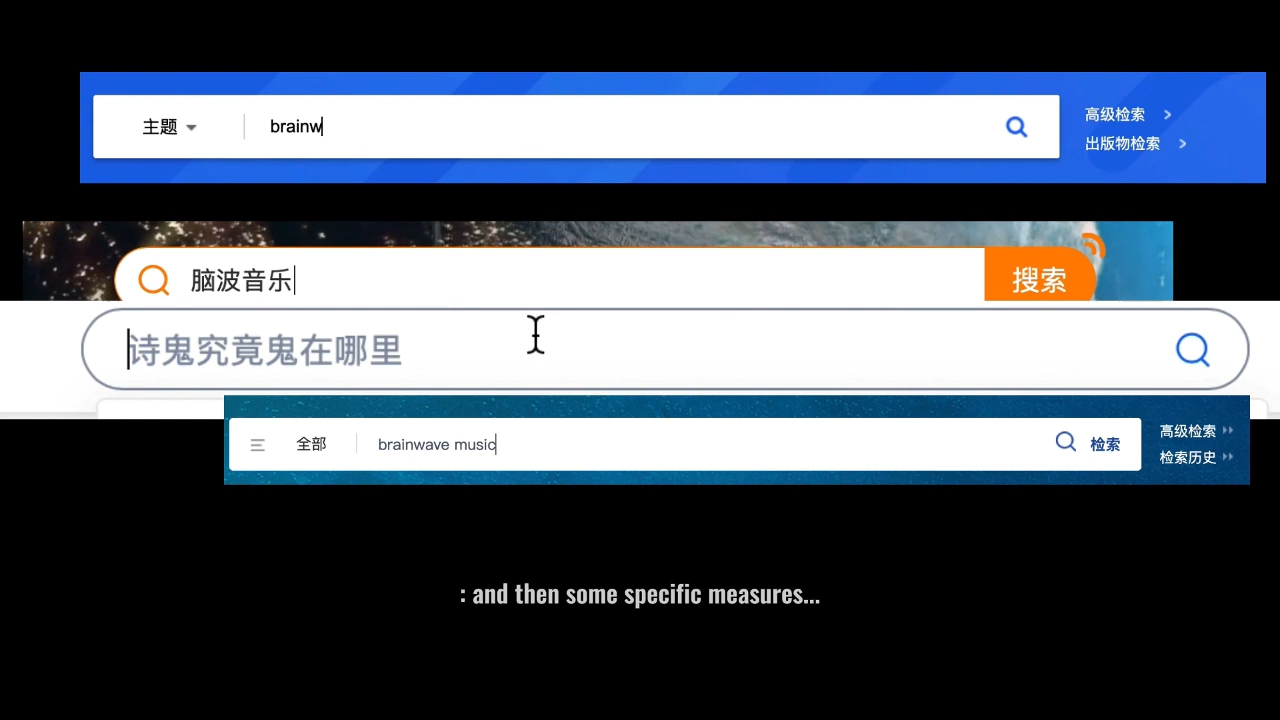 主题
brainw
高级检索
出版物检索
脑波音乐
搜索
诗鬼究竟鬼在哪里
全部
brainwave music
检索
高级检索
检索历史
: and then some specific measures...